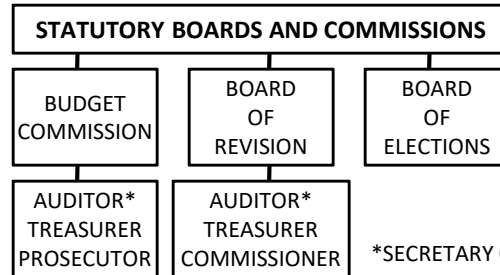 STATUTORY BOARDS AND COMMISSIONS
BUDGET
COMMISSION
BOARD
OF
REVISION
BOARD
OF
ELECTIONS
AUDITOR*
TREASURER
PROSECUTOR
AUDITOR*
TREASURER
COMMISSIONER
*SECRETARY